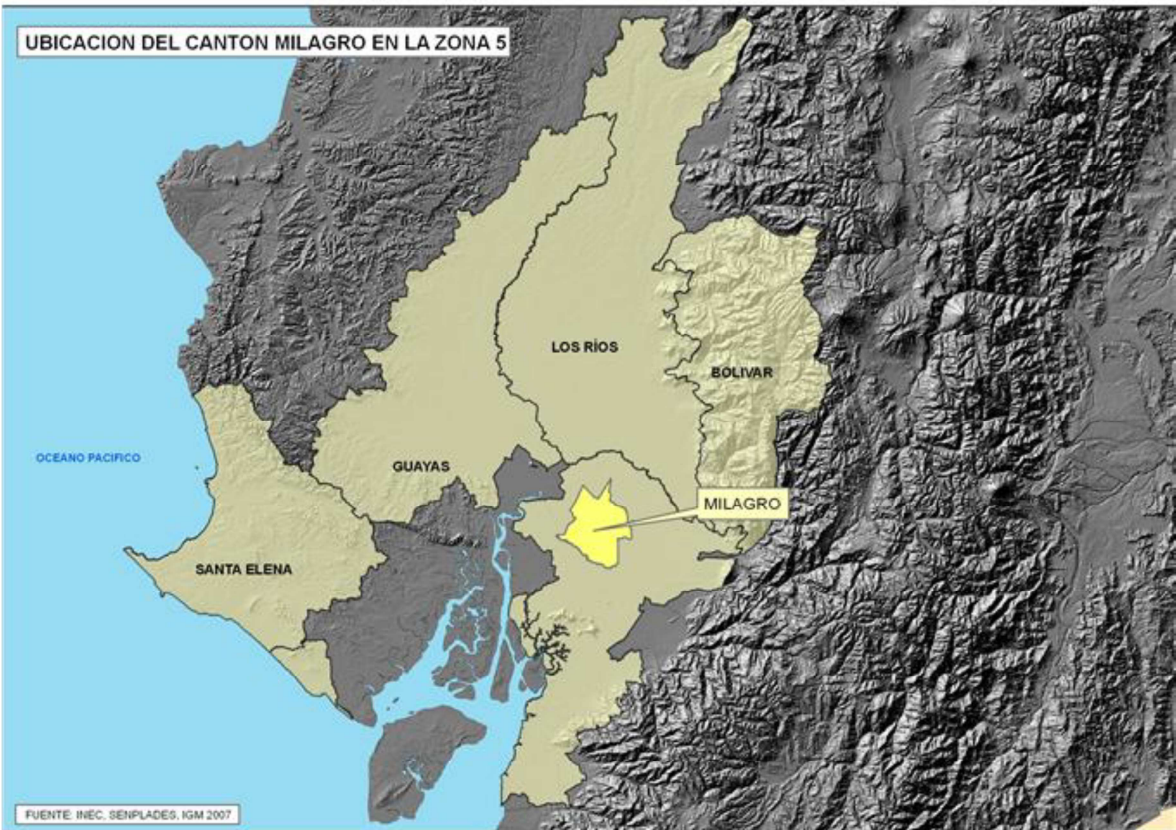 UBICACION DEL CANTON MILAGRO EN LA ZONA 5
LOS RÍOS
BOLIVAR
OCEANO PACIFICO
GUAYAS
MILAGRO
SANTA ELENA
FUENTE: INEC, SENPLADES, IGM 2007